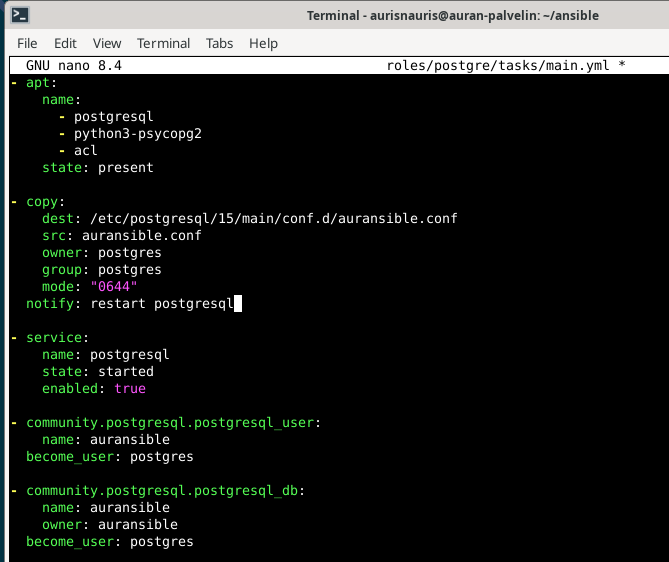 Terminal - aurisnauris@auran-palvelin: ~/ansible
File Edit View Terminal Tabs Help
GNU nano 8.4 roles/postgre/tasks/main.yml *
- apt:
    name:
      - postgresql
      - python3-psycopg2
      - acl
    state: present

- copy:
    dest: /etc/postgresql/15/main/conf.d/auransible.conf
    src: auransible.conf
    owner: postgres
    group: postgres
    mode: "0644"
  notify: restart postgresql

- service:
    name: postgresql
    state: started
    enabled: true

- community.postgresql.postgresql_user:
    name: auransible
  become_user: postgres

- community.postgresql.postgresql_db:
    name: auransible
    owner: auransible
  become_user: postgres